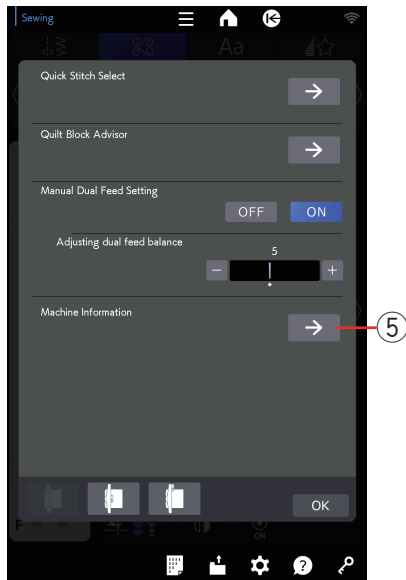 Sewing
Aa
Quick Stitch Select
Quilt Block Advisor
Manual Dual Feed Setting
OFF ON
Adjusting dual feed balance
5
− +
Machine Information
5
OK
F
ON
?